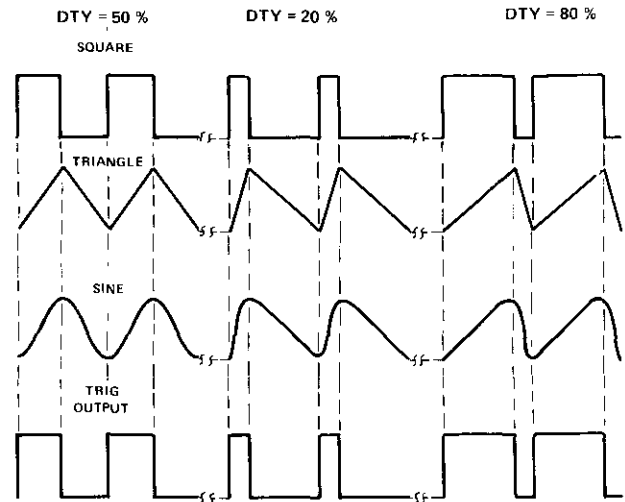 DTY = 50 %
DTY = 20 %
DTY = 80 %
SQUARE
TRIANGLE
SINE
TRIG
OUTPUT